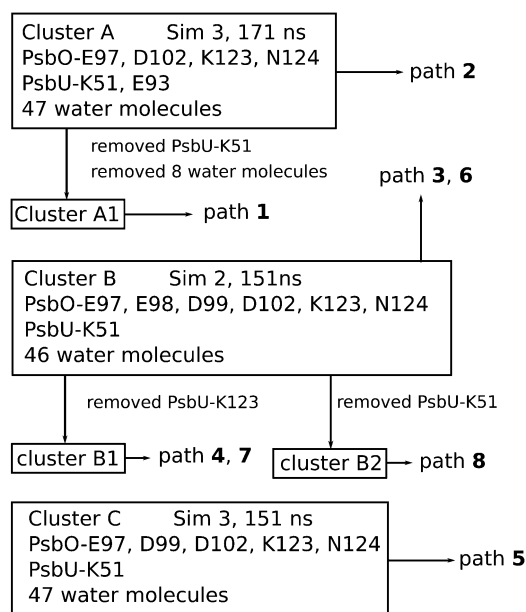 Cluster A Sim 3, 171 ns
PsbO-E97, D102, K123, N124
PsbU-K51, E93
47 water molecules
path 2
removed PsbU-K51
removed 8 water molecules
path 3, 6
Cluster A1
path 1
Cluster B Sim 2, 151ns
PsbO-E97, E98, D99, D102, K123, N124
PsbU-K51
46 water molecules
removed PsbU-K123
removed PsbU-K51
cluster B1
path 4, 7
cluster B2
path 8
Cluster C Sim 3, 151 ns
PsbO-E97, D99, D102, K123, N124
PsbU-K51
47 water molecules
path 5